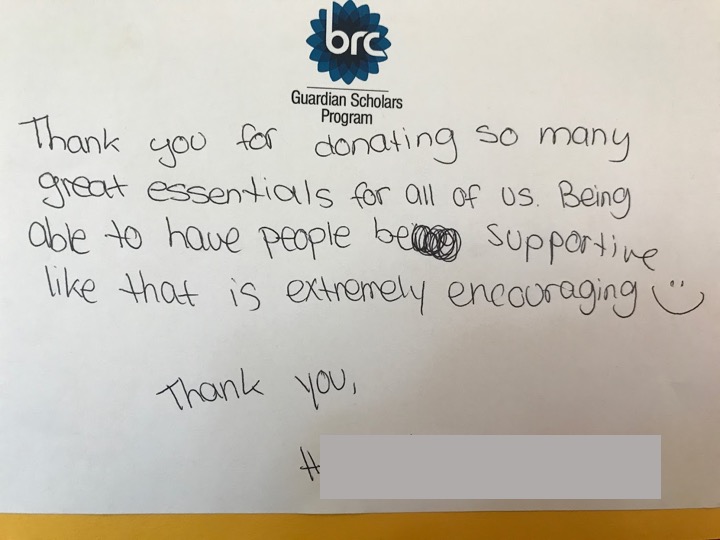 brc
Guardian Scholars
Program
Thank you for donating so many
great essentials for all of us. Being
able to have people be supportive
like that is extremely encouraging :)
Thank you,
H